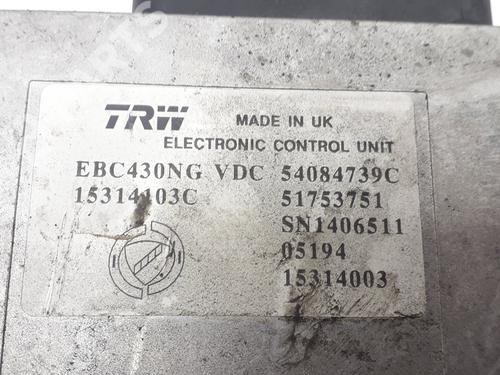 TRW MADE IN UK
ELECTRONIC CONTROL UNIT
EBC430NG VDC 54084739C
15314103C 51753751
SN1406511
05194
15314003